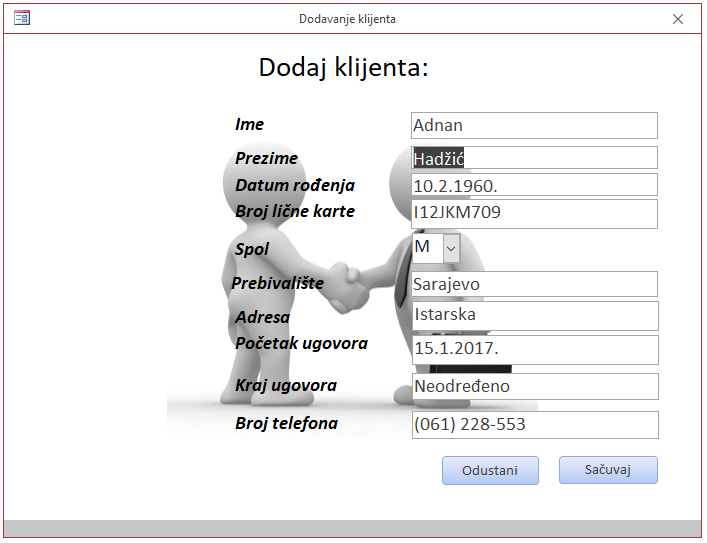 Dodavanje klijenta
Dodaj klijenta:
Ime Adnan
Prezime Hadžić
Datum rođenja 10.2.1960.
Broj lične karte I12JKM709
Spol M
Prebivalište Sarajevo
Adresa Istarska
Početak ugovora 15.1.2017.
Kraj ugovora Neodređeno
Broj telefona (061) 228-553
Odustani Sačuvaj